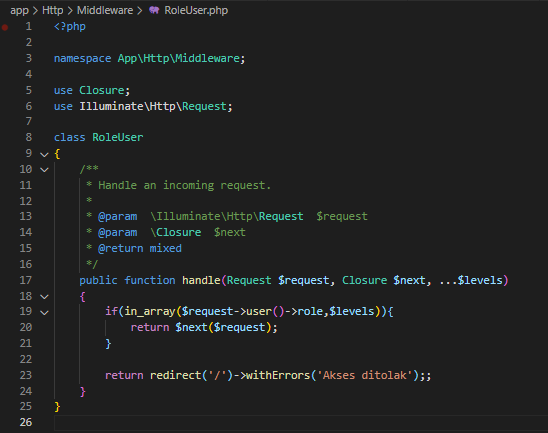 app > Http > Middleware > RoleUser.php
1 <?php
2
3 namespace App\Http\Middleware;
4
5 use Closure;
6 use Illuminate\Http\Request;
7
8 class RoleUser
9 {
10     /**
11      * Handle an incoming request.
12      *
13      * @param  \Illuminate\Http\Request  $request
14      * @param  \Closure  $next
15      * @return mixed
16      */
17     public function handle(Request $request, Closure $next, ...$levels)
18     {
19         if(in_array($request->user()->role,$levels)){
20             return $next($request);
21         }
22
23         return redirect('/')->withErrors('Akses ditolak');;
24     }
25 }
26